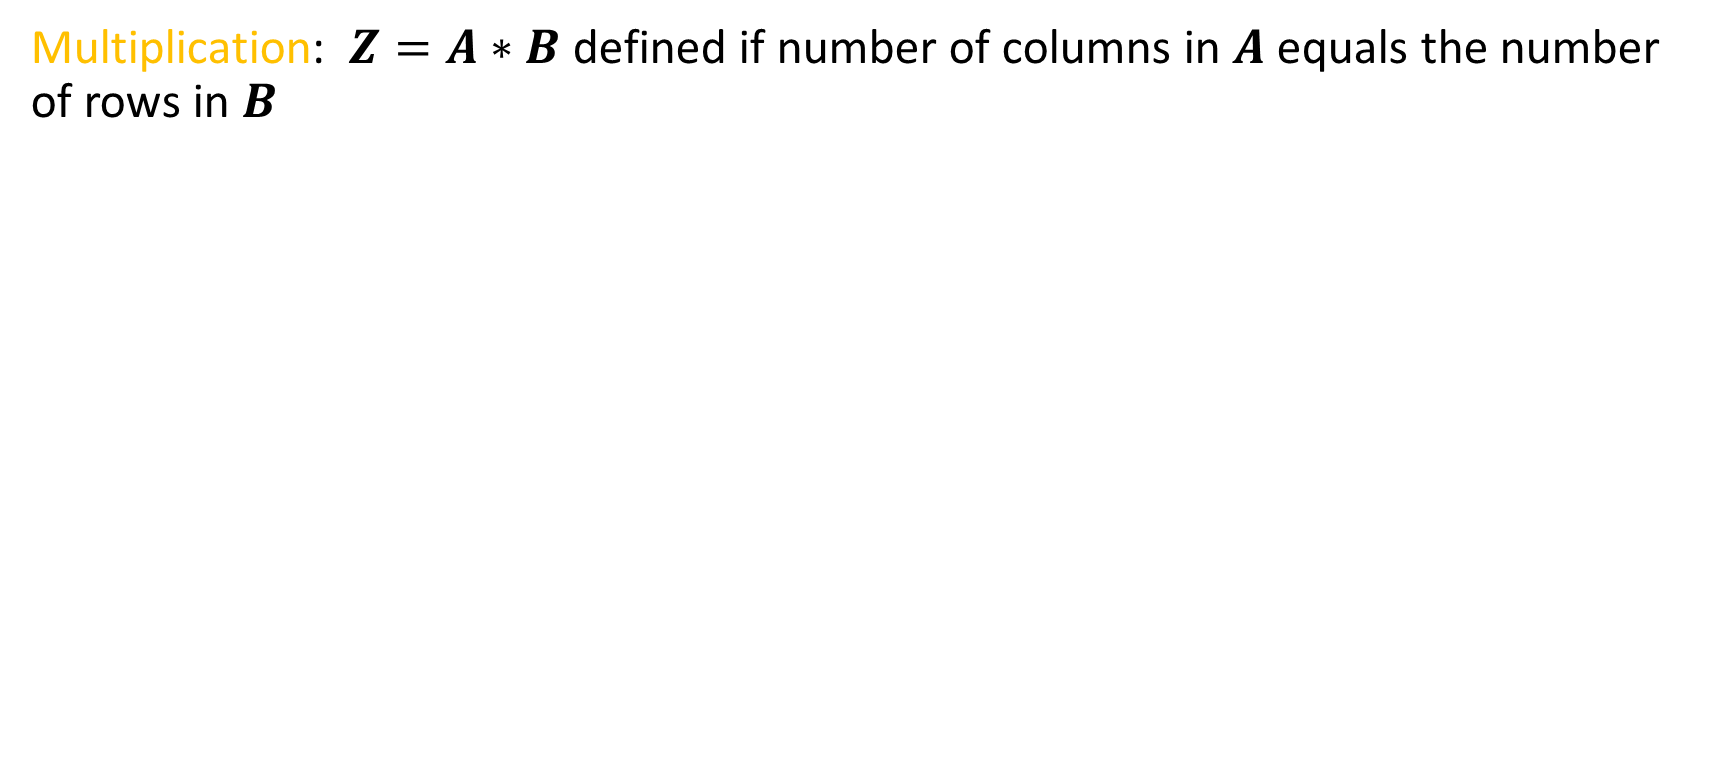 Multiplication: Z = A ∗ B defined if number of columns in A equals the number
of rows in B